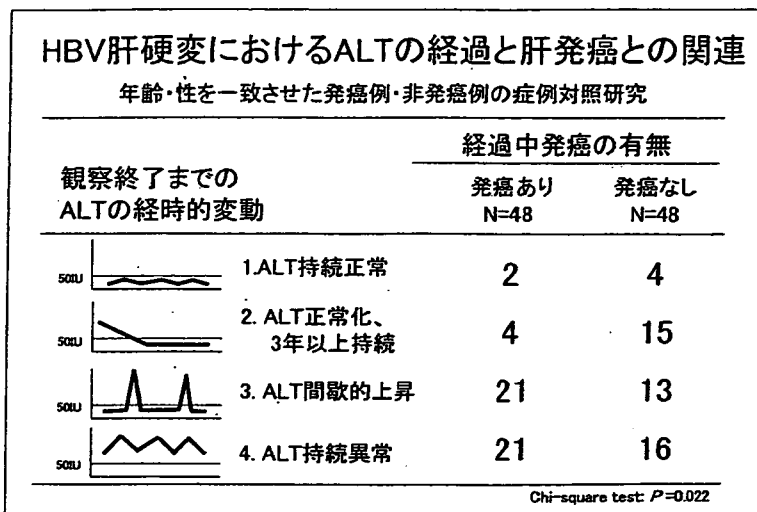 HBV肝硬変におけるALTの経過と肝発癌との関連
年齢・性を一致させた発癌例・非発癌例の症例対照研究
経過中発癌の有無
観察終了までの
ALTの経時的変動
発癌あり
N=48
発癌なし
N=48
50IU
1.ALT持続正常
2
4
50IU
2. ALT正常化、
3年以上持続
4
15
50IU
3. ALT間歇的上昇
21
13
50IU
4. ALT持続異常
21
16
Chi-square test: P=0.022